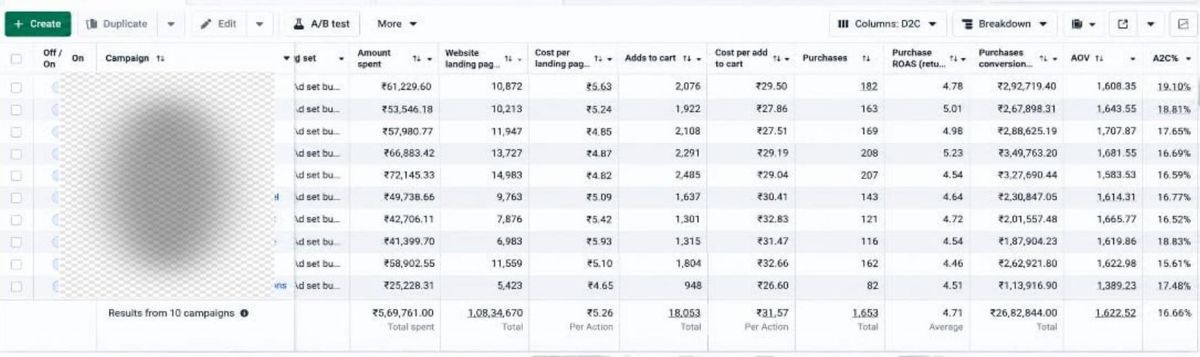 + Create Duplicate Edit A/B test More Columns: D2C Breakdown
Off / On On Campaign d set Amount spent Website landing pag... Cost per landing pag... Adds to cart Cost per add to cart Purchases Purchase ROAS (retu... Purchases conversion... AOV A2C%
\d set bu... ₹61,229.60 10,872 ₹5.63 2,076 ₹29.50 182 4.78 ₹2,92,719.40 1,608.35 19.10%
\d set bu... ₹53,546.18 10,213 ₹5.24 1,922 ₹27.86 163 5.01 ₹2,67,898.31 1,643.55 18.81%
\d set bu... ₹57,980.77 11,947 ₹4.85 2,108 ₹27.51 169 4.98 ₹2,88,625.19 1,707.87 17.65%
\d set bu... ₹66,883.42 13,727 ₹4.87 2,291 ₹29.19 208 5.23 ₹3,49,763.20 1,681.55 16.69%
\d set bu... ₹72,145.33 14,983 ₹4.82 2,485 ₹29.04 207 4.54 ₹3,27,690.44 1,583.53 16.59%
el \d set bu... ₹49,738.66 9,763 ₹5.09 1,637 ₹30.41 143 4.64 ₹2,30,847.05 1,614.31 16.77%
\d set bu... ₹42,706.11 7,876 ₹5.42 1,301 ₹32.83 121 4.72 ₹2,01,557.48 1,665.77 16.52%
\d set bu... ₹41,399.70 6,983 ₹5.93 1,315 ₹31.47 116 4.54 ₹1,87,904.23 1,619.86 18.83%
\d set bu... ₹58,902.55 11,559 ₹5.10 1,804 ₹32.66 162 4.46 ₹2,62,921.80 1,622.98 15.61%
ons \d set bu... ₹25,228.31 5,423 ₹4.65 948 ₹26.60 82 4.51 ₹1,13,916.90 1,389.23 17.48%
Results from 10 campaigns ₹5,69,761.00 1,08,34,670 ₹5.26 18,053 ₹31.57 1,653 4.71 ₹26,82,844.00 1,622.52 16.66%
Total spent Total Per Action Total Per Action Total Average Total